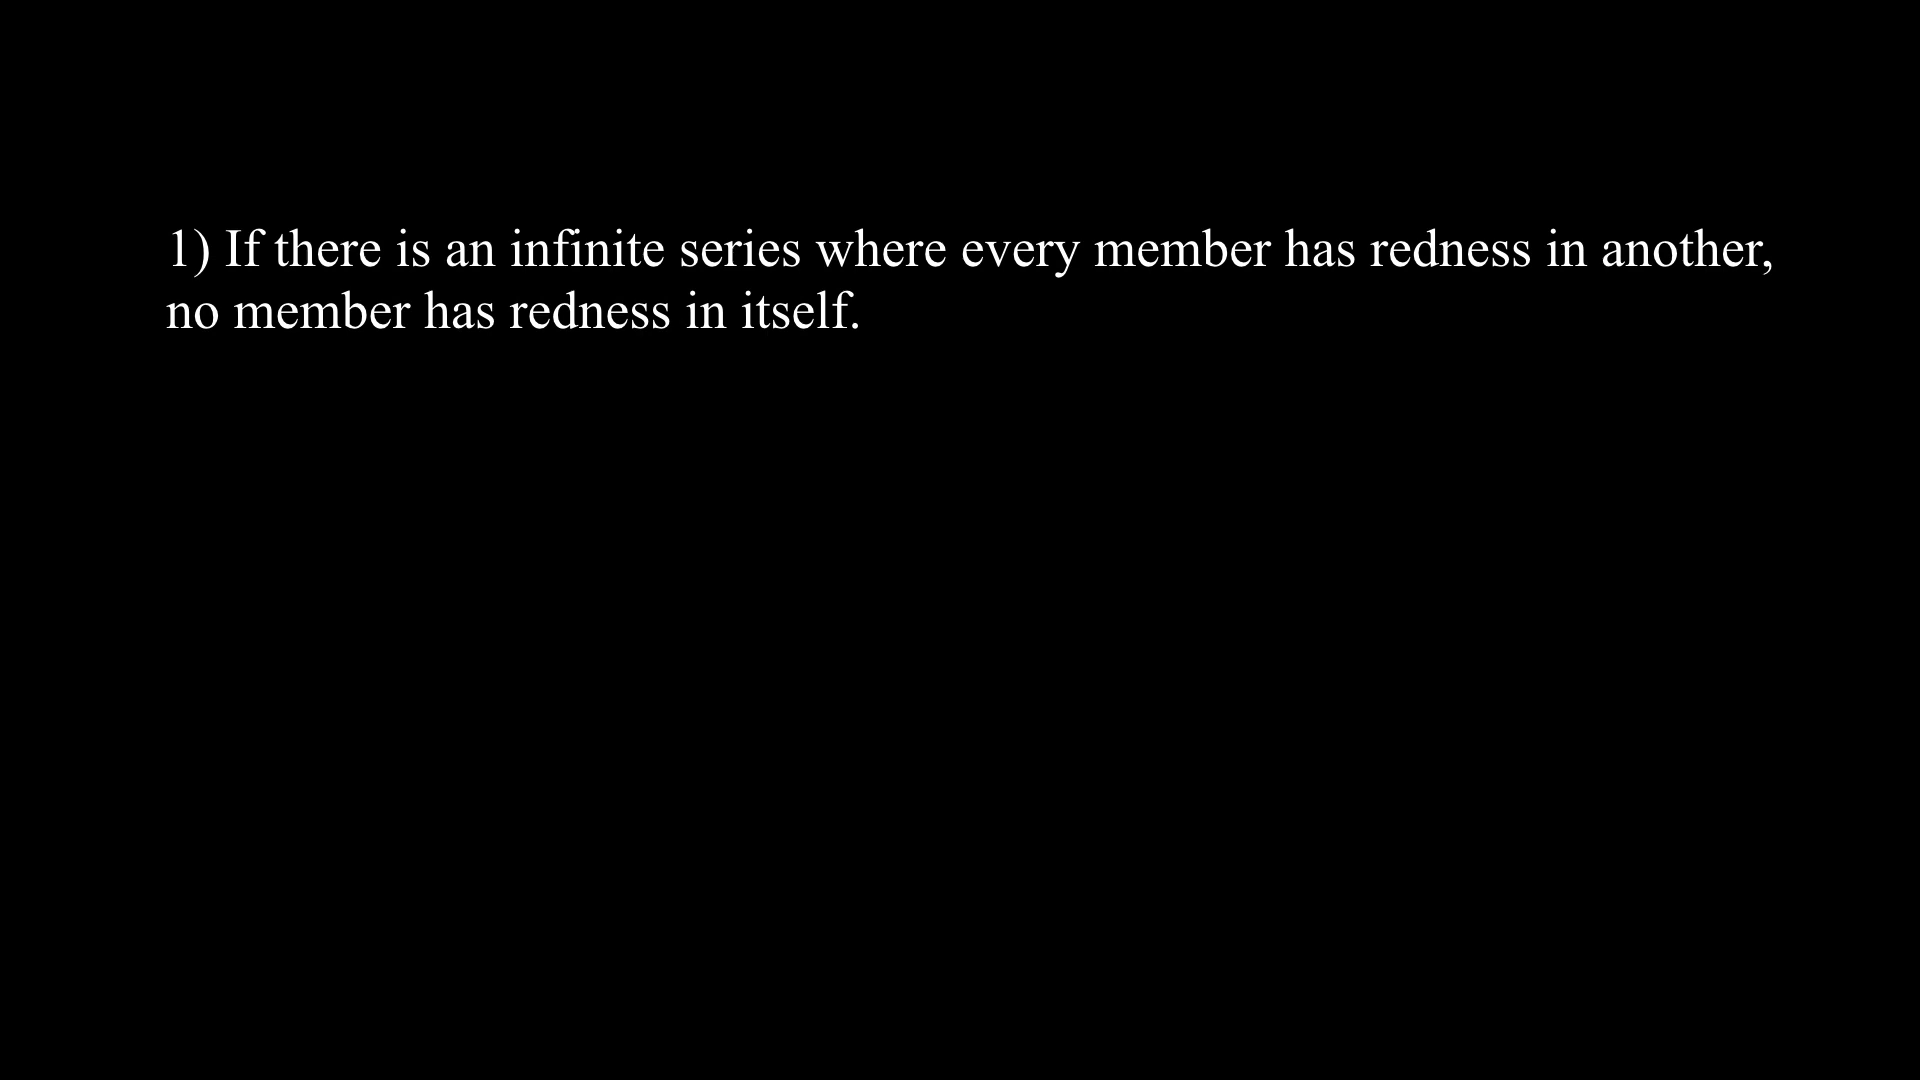 1) If there is an infinite series where every member has redness in another,
no member has redness in itself.